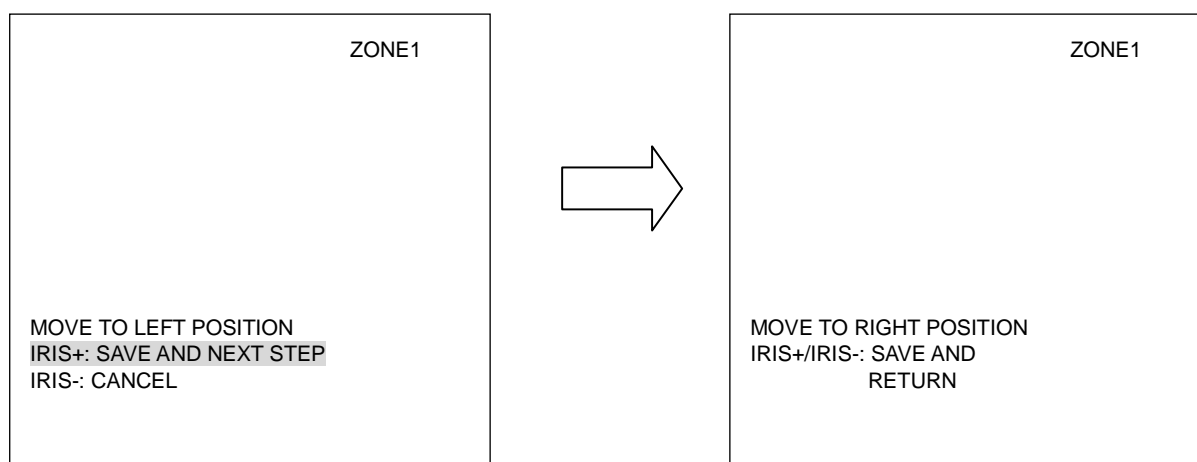 ZONE1
MOVE TO LEFT POSITION
IRIS+: SAVE AND NEXT STEP
IRIS-: CANCEL
ZONE1
MOVE TO RIGHT POSITION
IRIS+/IRIS-: SAVE AND
RETURN